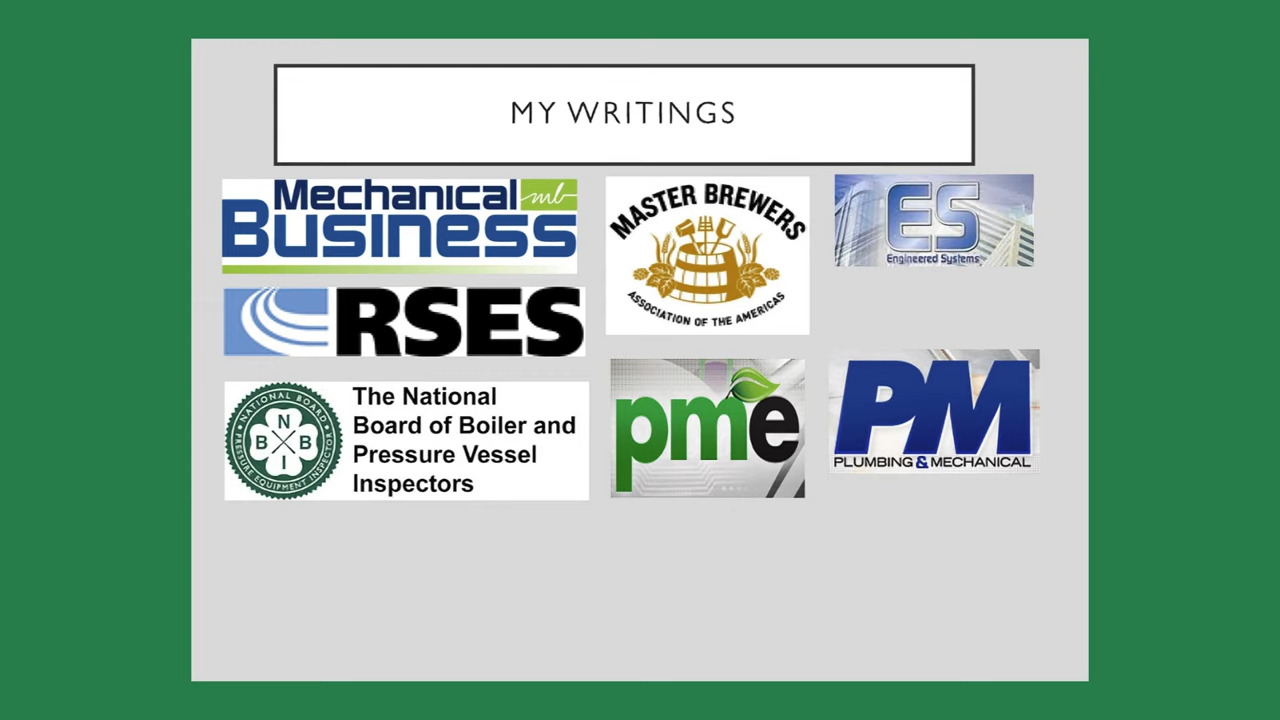 MY WRITINGS
Mechanical mb
Business
RSES
NATIONAL BOARD
N
B B
I
PRESSURE EQUIPMENT INSPECTOR
The National
Board of Boiler and
Pressure Vessel
Inspectors
MASTER BREWERS
ASSOCIATION OF THE AMERICAS
pme
ES
Engineered Systems
PM
PLUMBING & MECHANICAL